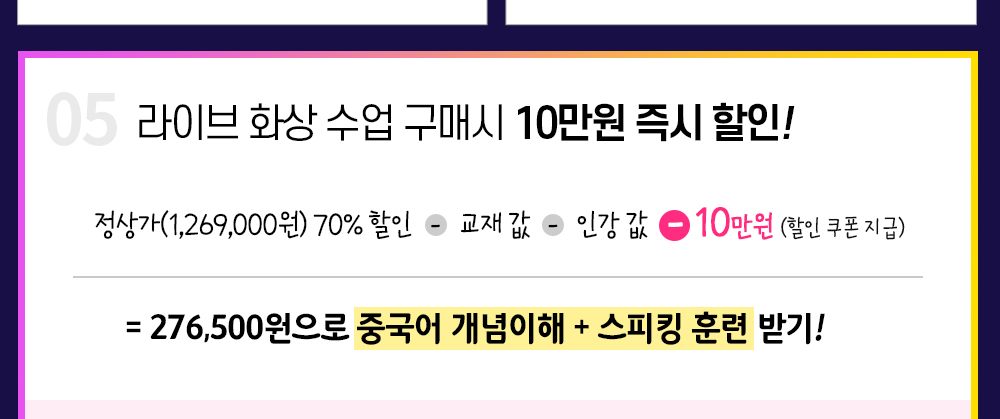 05 라이브 화상 수업 구매시 10만원 즉시 할인!
정상가(1,269,000원) 70% 할인 - 교재 값 - 인강 값 - 10만원 (할인 쿠폰 지급)
= 276,500원으로 중국어 개념이해 + 스피킹 훈련 받기!